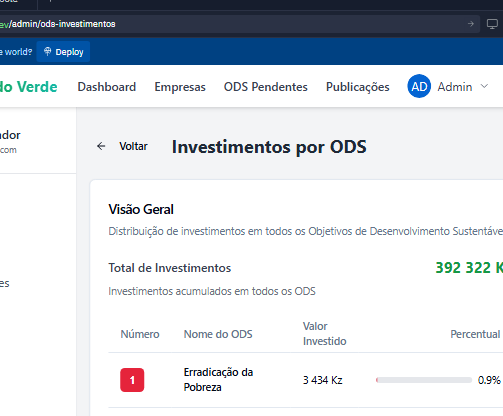 ev/admin/ods-investimentos
e world? Deploy
do Verde Dashboard Empresas ODS Pendentes Publicações AD Admin
dor
com
Voltar Investimentos por ODS
Visão Geral
Distribuição de investimentos em todos os Objetivos de Desenvolvimento Sustentáve
Total de Investimentos 392 322 K
Investimentos acumulados em todos os ODS
es
Número Nome do ODS Valor Investido Percentual
1 Erradicação da Pobreza 3 434 Kz 0.9%